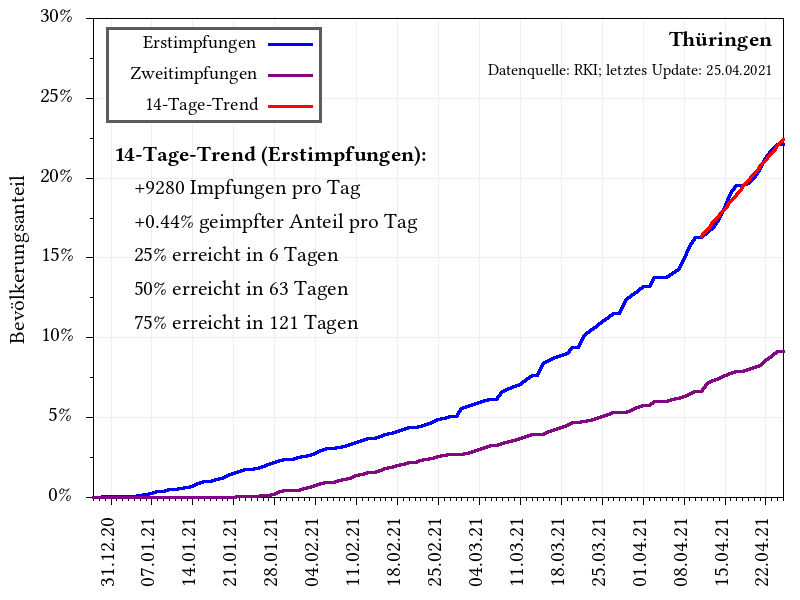 30%
25%
20%
15%
10%
5%
0%
Bevölkerungsanteil
Erstimpfungen
Zweitimpfungen
14-Tage-Trend
Thüringen
Datenquelle: RKI; letztes Update: 25.04.2021
14-Tage-Trend (Erstimpfungen):
+9280 Impfungen pro Tag
+0.44% geimpfter Anteil pro Tag
25% erreicht in 6 Tagen
50% erreicht in 63 Tagen
75% erreicht in 121 Tagen
31.12.20
07.01.21
14.01.21
21.01.21
28.01.21
04.02.21
11.02.21
18.02.21
25.02.21
04.03.21
11.03.21
18.03.21
25.03.21
01.04.21
08.04.21
15.04.21
22.04.21